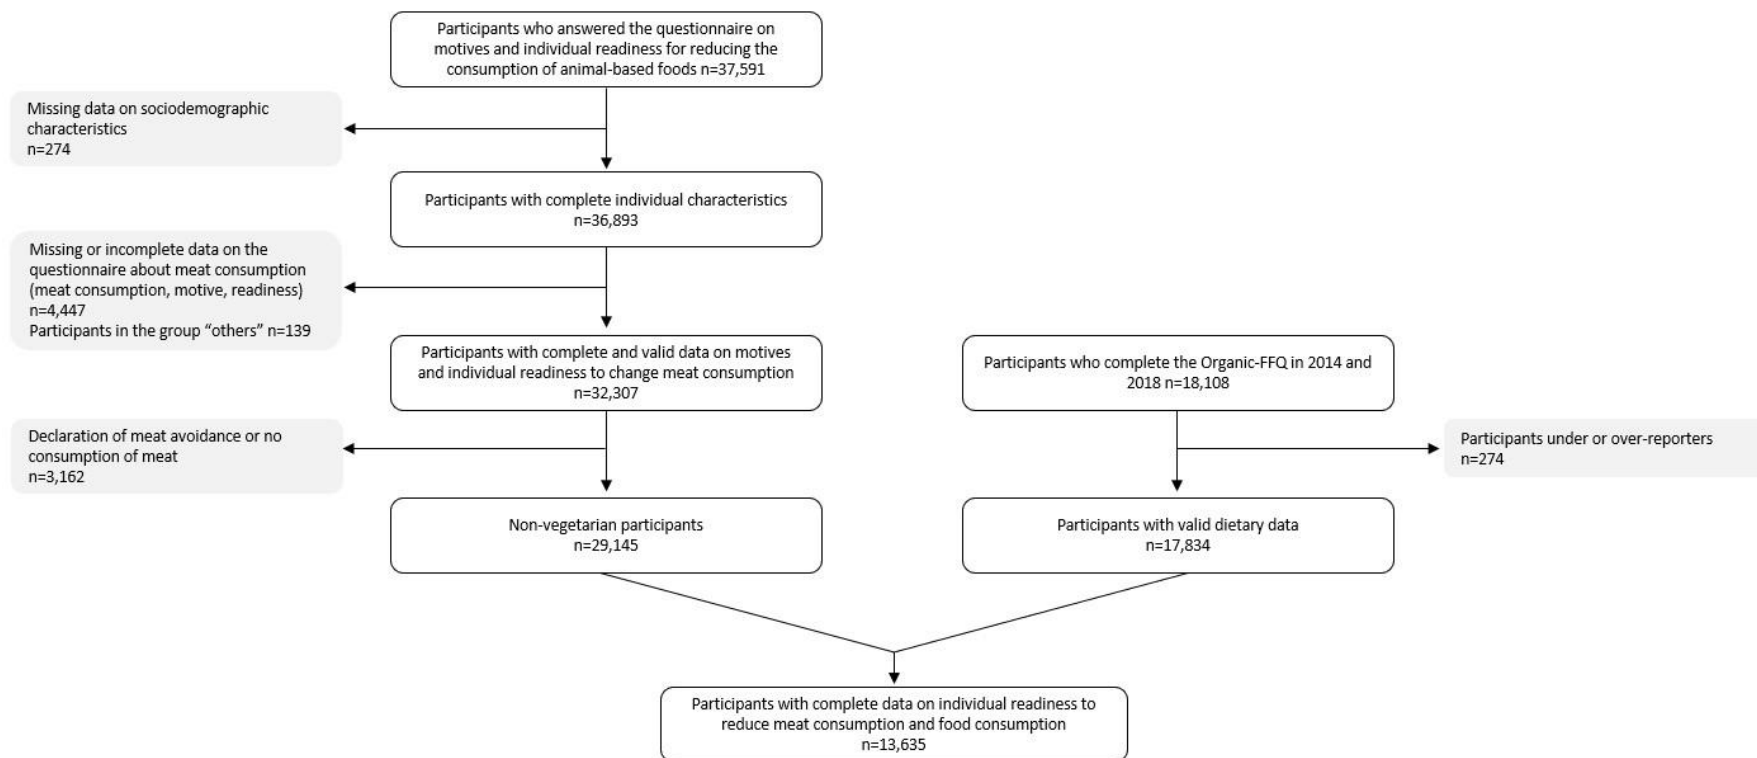 Participants who answered the questionnaire on
motives and individual readiness for reducing the
consumption of animal-based foods n=37,591
Missing data on sociodemographic
characteristics
n=274
Participants with complete individual characteristics
n=36,893
Missing or incomplete data on the
questionnaire about meat consumption
(meat consumption, motive, readiness)
n=4,447
Participants in the group “others” n=139
Participants with complete and valid data on motives
and individual readiness to change meat consumption
n=32,307
Participants who complete the Organic-FFQ in 2014 and
2018 n=18,108
Declaration of meat avoidance or no
consumption of meat
n=3,162
Participants under or over-reporters
n=274
Non-vegetarian participants
n=29,145
Participants with valid dietary data
n=17,834
Participants with complete data on individual readiness to
reduce meat consumption and food consumption
n=13,635